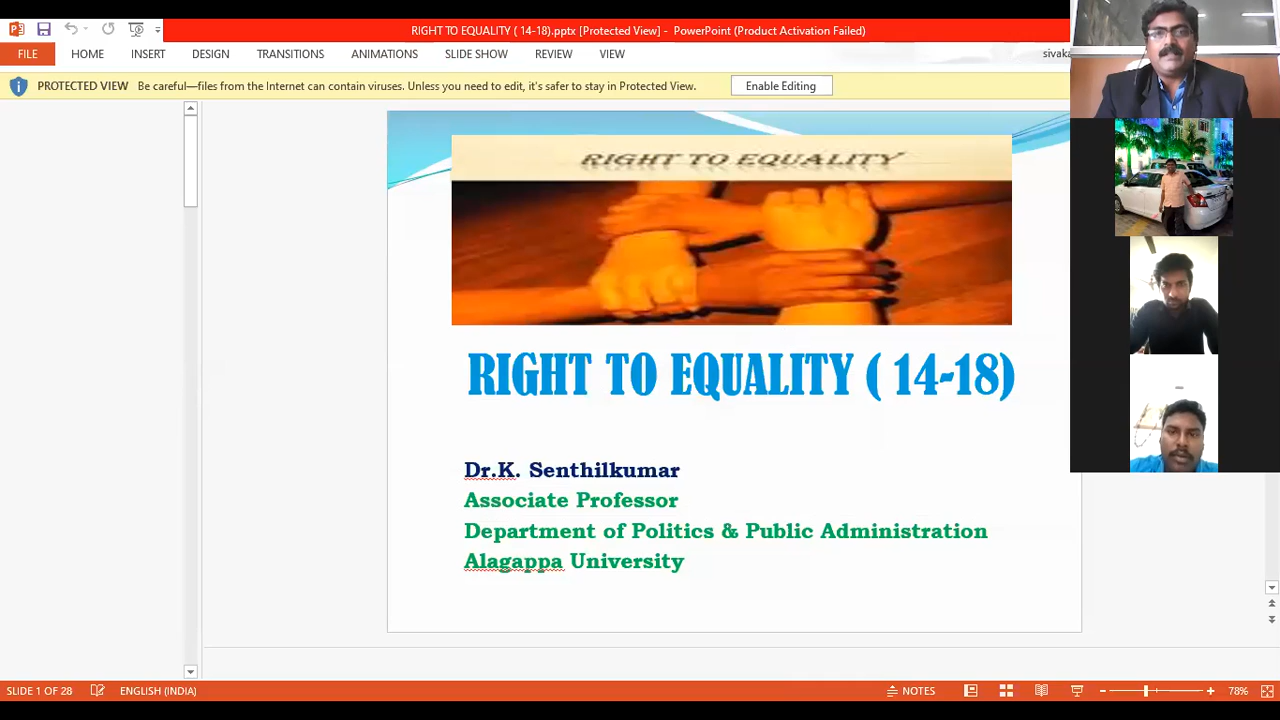 RIGHT TO EQUALITY ( 14-18).pptx [Protected View] - PowerPoint (Product Activation Failed)
FILE HOME INSERT DESIGN TRANSITIONS ANIMATIONS SLIDE SHOW REVIEW VIEW sivaka
PROTECTED VIEW Be careful—files from the Internet can contain viruses. Unless you need to edit, it's safer to stay in Protected View. Enable Editing
RIGHT TO EQUALITY
RIGHT TO EQUALITY ( 14-18)
Dr.K. Senthilkumar
Associate Professor
Department of Politics & Public Administration
Alagappa University
SLIDE 1 OF 28 ENGLISH (INDIA) NOTES 78%